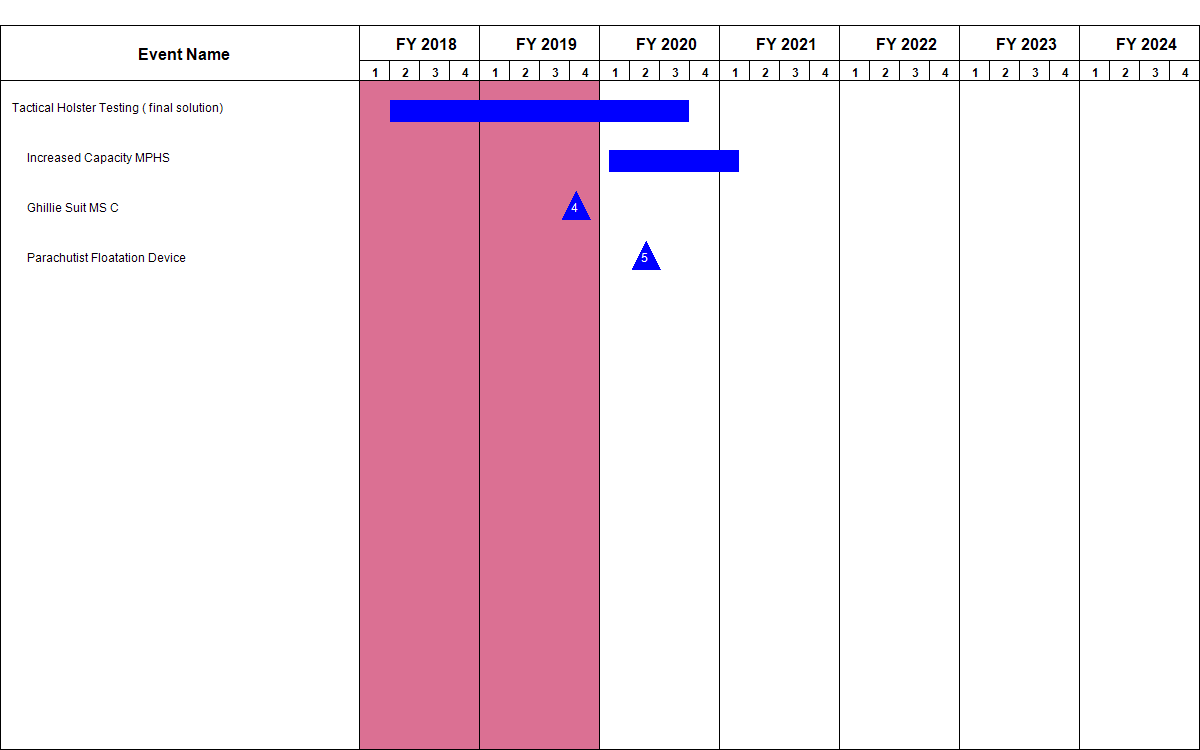 Event Name
FY 2018 FY 2019 FY 2020 FY 2021 FY 2022 FY 2023 FY 2024
1 2 3 4 1 2 3 4 1 2 3 4 1 2 3 4 1 2 3 4 1 2 3 4 1 2 3 4
Tactical Holster Testing ( final solution)
Increased Capacity MPHS
Ghillie Suit MS C 4
Parachutist Floatation Device 5